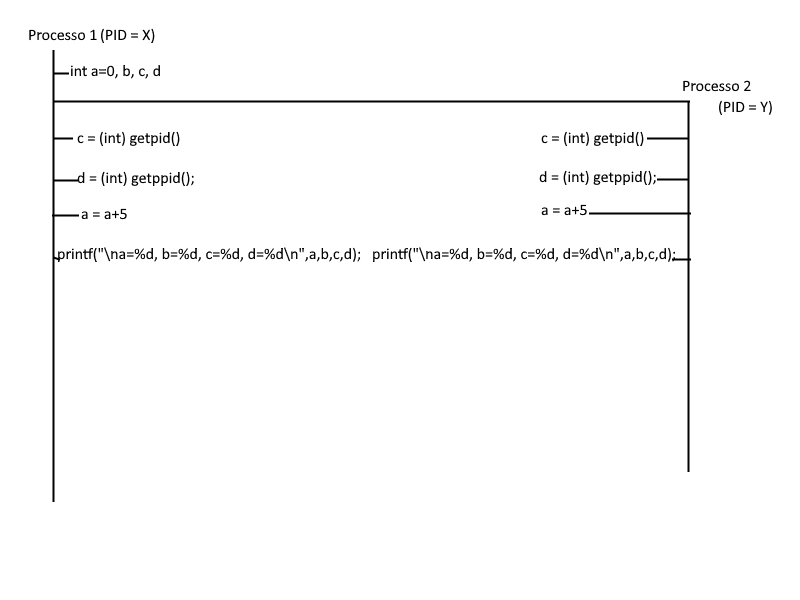 Processo 1 (PID = X)
int a=0, b, c, d
Processo 2
(PID = Y)
c = (int) getpid()
c = (int) getpid()
d = (int) getppid();
d = (int) getppid();
a = a+5
a = a+5
printf("\na=%d, b=%d, c=%d, d=%d\n",a,b,c,d);
printf("\na=%d, b=%d, c=%d, d=%d\n",a,b,c,d);